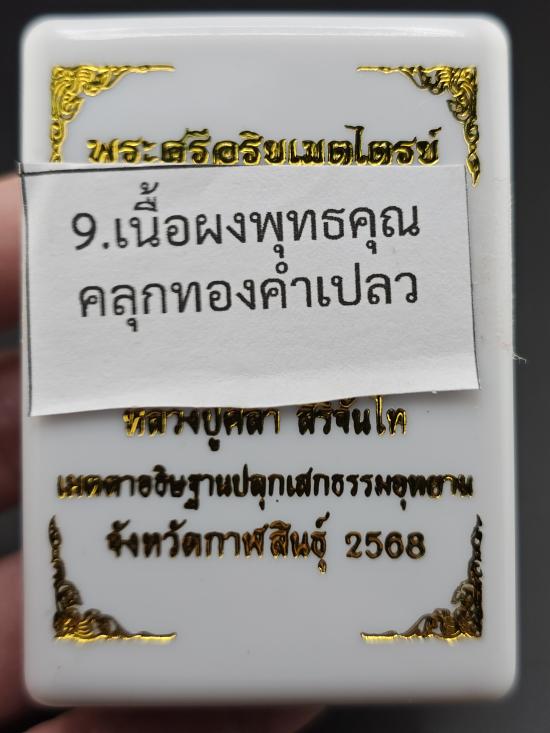 พระศรีอริยเมตไตรย์
9.เนื้อผงพุทธคุณ
คลุกทองคำเปลว
หลวงปู่ศิลา สิริจันโท
เมตตาอธิษฐานปลุกเสกธรรมอุทยาน
จังหวัดกาฬสินธุ์ 2568